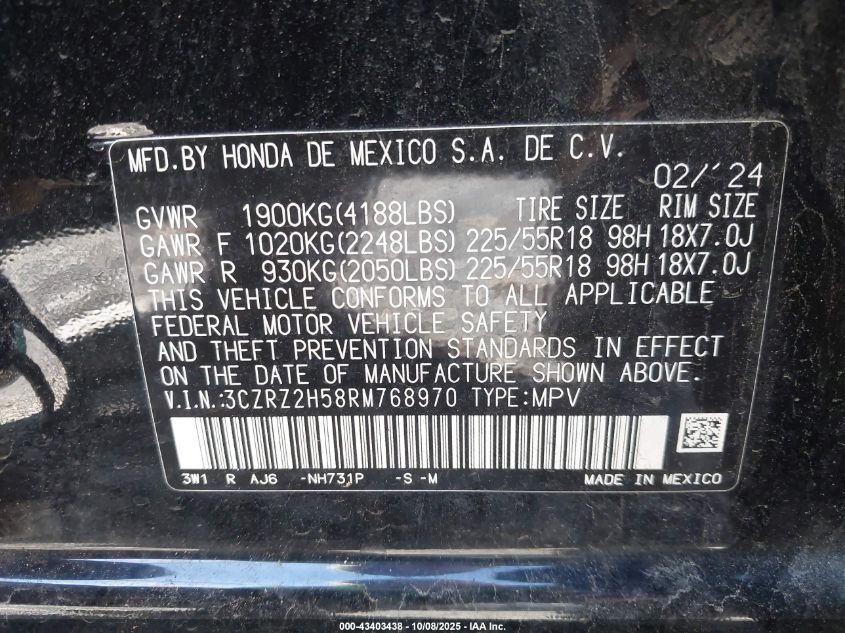 MFD.BY HONDA DE MEXICO S.A. DE C.V.
02/'24
GVWR 1900KG(4188LBS) TIRE SIZE RIM SIZE
GAWR F 1020KG(2248LBS) 225/55R18 98H 18X7.0J
GAWR R 930KG(2050LBS) 225/55R18 98H 18X7.0J
THIS VEHICLE CONFORMS TO ALL APPLICABLE
FEDERAL MOTOR VEHICLE SAFETY
AND THEFT PREVENTION STANDARDS IN EFFECT
ON THE DATE OF MANUFACTURE SHOWN ABOVE.
V.I.N.:3CZRZ2H58RM768970 TYPE:MPV
3W1 R AJ6 -NH731P -S -M MADE IN MEXICO
000-43403438 - 10/08/2025 - IAA Inc.